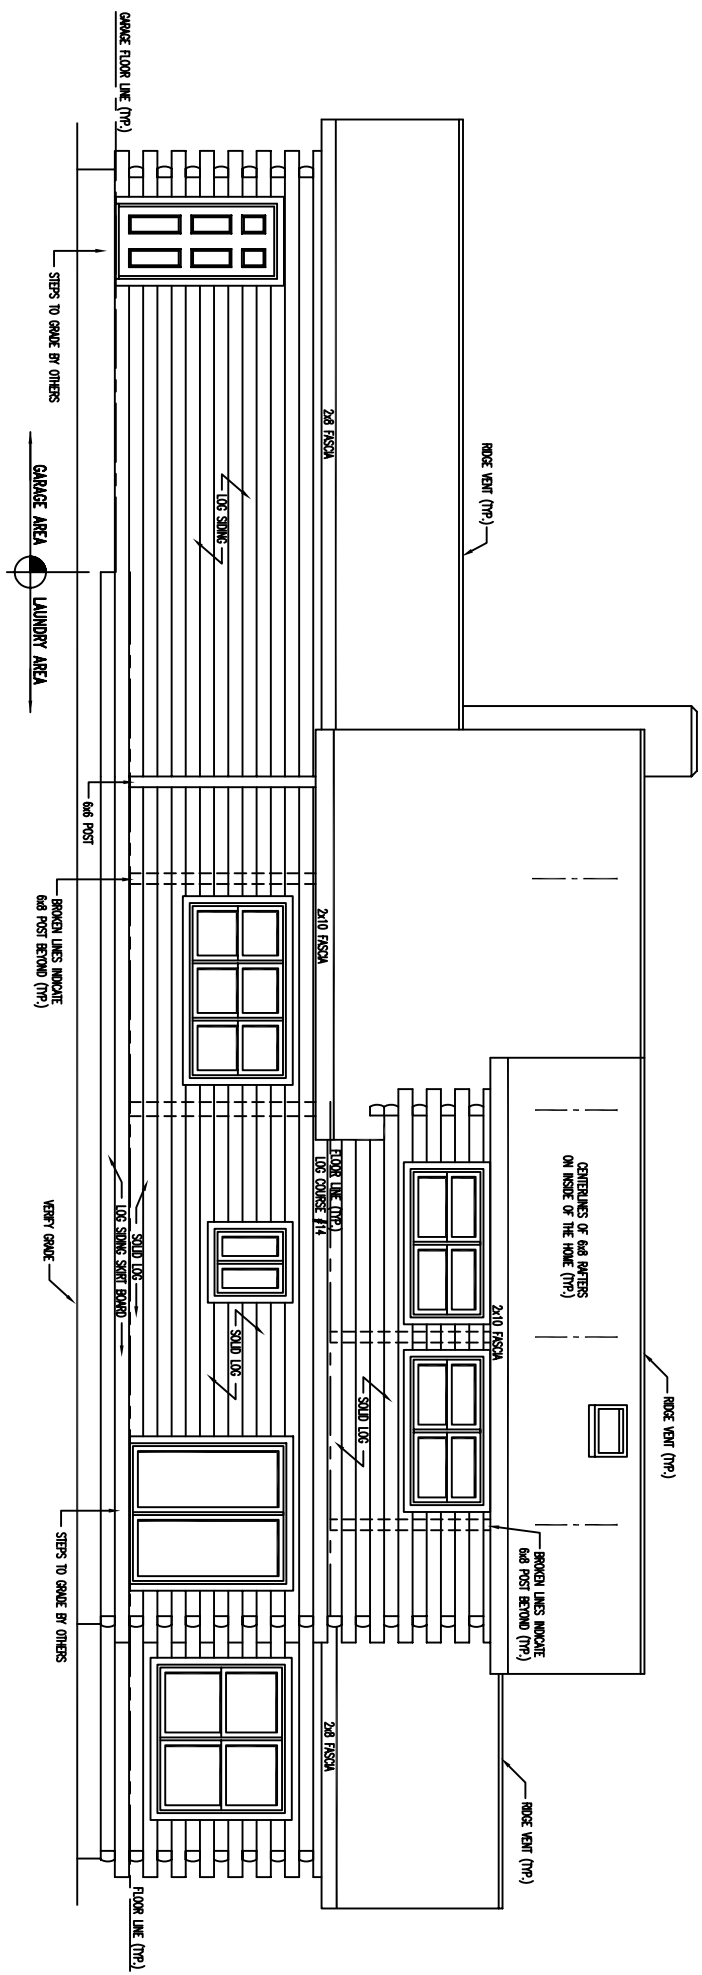 GARAGE FLOOR LINE (TYP.)
STEPS TO GRADE BY OTHERS
GARAGE AREA
LAUNDRY AREA
LOG SIDING
2x8 FASCIA
RIDGE VENT (TYP.)
6x6 POST
BROKEN LINES INDICATE
6x8 POST BEYOND (TYP.)
2x10 FASCIA
FLOOR LINE (TYP.)
LOG COURSE #14
CENTERLINES OF 6x8 RAFTERS
ON INSIDE OF THE HOME (TYP.)
2x10 FASCIA
RIDGE VENT (TYP.)
SOLID LOG
LOG SIDING SKIRT BOARD
VERIFY GRADE
SOLID LOG
SOLID LOG
BROKEN LINES INDICATE
6x8 POST BEYOND (TYP.)
STEPS TO GRADE BY OTHERS
2x8 FASCIA
RIDGE VENT (TYP.)
FLOOR LINE (TYP.)